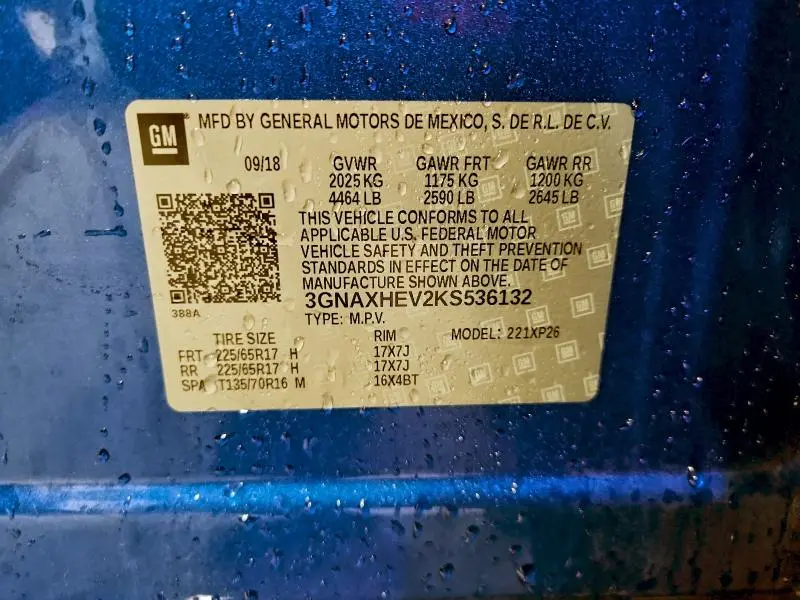 GM MFD BY GENERAL MOTORS DE MEXICO, S. DE R.L. DE C.V.
09/18 GVWR GAWR FRT GAWR RR
2025 KG 1175 KG 1200 KG
4464 LB 2590 LB 2645 LB
THIS VEHICLE CONFORMS TO ALL
APPLICABLE U.S. FEDERAL MOTOR
VEHICLE SAFETY AND THEFT PREVENTION
STANDARDS IN EFFECT ON THE DATE OF
MANUFACTURE SHOWN ABOVE.
3GNAXHEV2KS536132
388A
TYPE: M.P.V.
TIRE SIZE RIM MODEL: 221XP26
FRT 225/65R17 H 17X7J
RR 225/65R17 H 17X7J
SPA T135/70R16 M 16X4BT